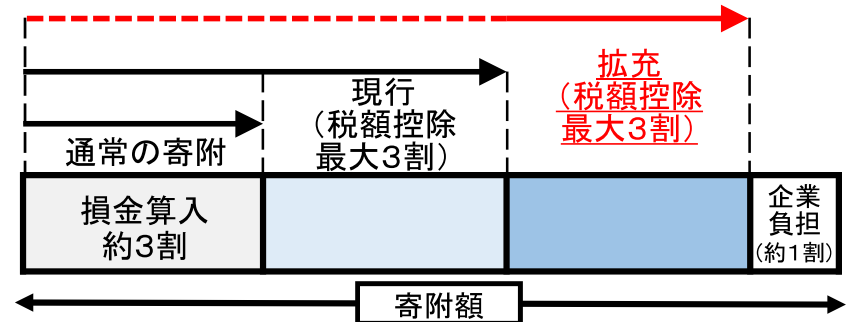 拡充
（税額控除
最大３割）
現行
（税額控除
最大３割）
通常の寄附
損金算入
約３割
企業
負担
（約１割）
寄附額